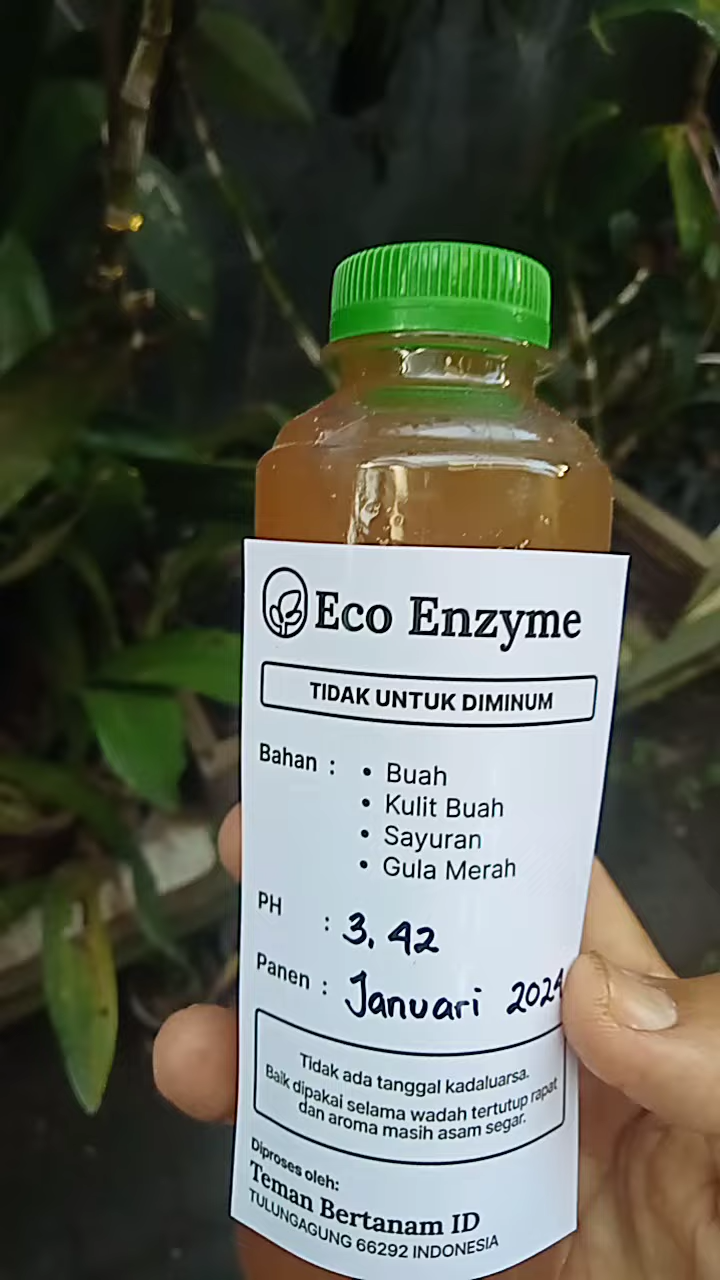 Eco Enzyme
TIDAK UNTUK DIMINUM
Bahan :
• Buah
• Kulit Buah
• Sayuran
• Gula Merah
PH : 3,42
Panen : Januari 2024
Tidak ada tanggal kadaluarsa.
Baik dipakai selama wadah tertutup rapat
dan aroma masih asam segar.
Diproses oleh:
Teman Bertanam ID
TULUNGAGUNG 66292 INDONESIA